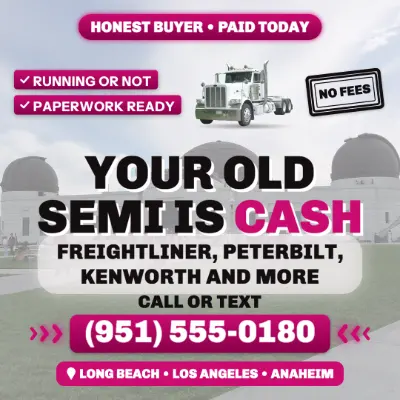 HONEST BUYER • PAID TODAY
RUNNING OR NOT
PAPERWORK READY
NO FEES
YOUR OLD
SEMI IS CASH
FREIGHTLINER, PETERBILT,
KENWORTH AND MORE
CALL OR TEXT
(951) 555-0180
LONG BEACH • LOS ANGELES • ANAHEIM